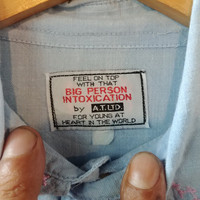 FEEL ON TOP
WITH THAT
BIG PERSON
INTOXICATION
by A.T. LTD.
FOR YOUNG AT
HEART IN THE WORLD